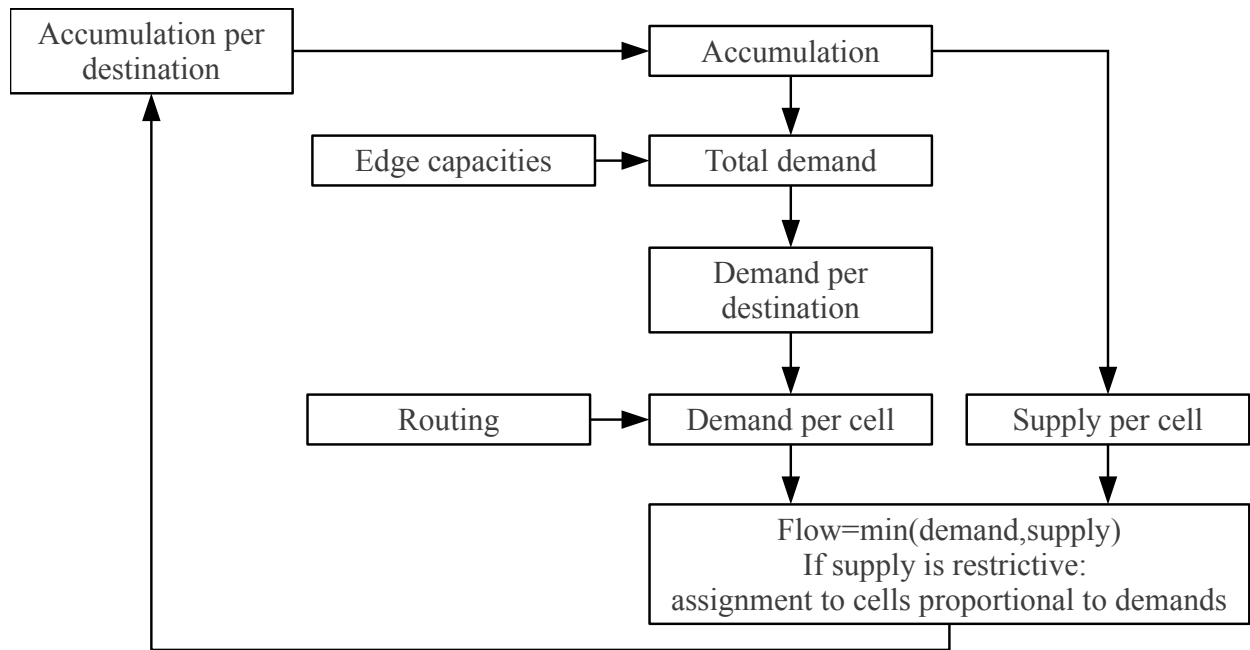 Accumulation per
destination
Accumulation
Edge capacities
Total demand
Demand per
destination
Routing
Demand per cell
Supply per cell
Flow=min(demand,supply)
If supply is restrictive:
assignment to cells proportional to demands